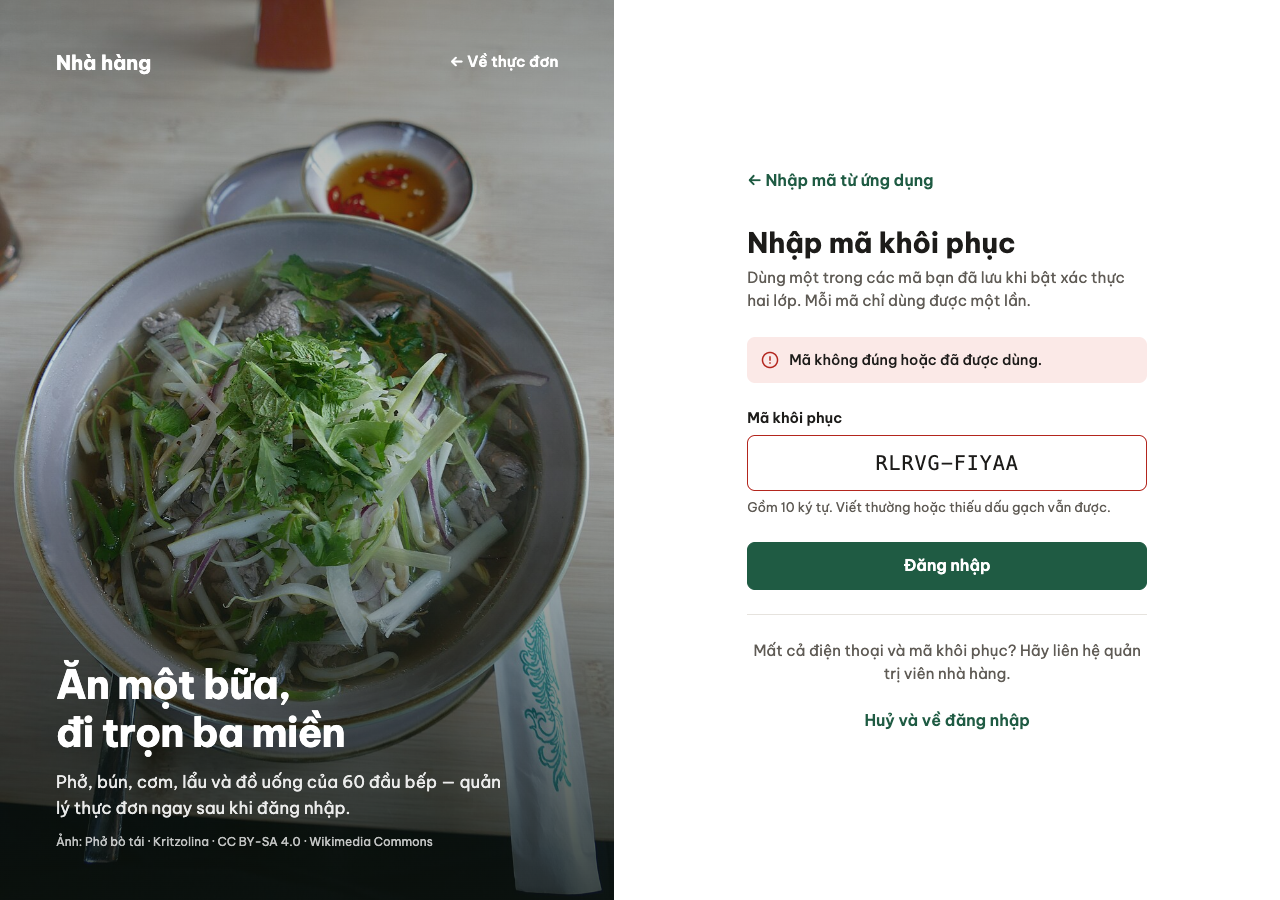 Nhà hàng
← Về thực đơn
Ăn một bữa,
đi trọn ba miền
Phở, bún, cơm, lẩu và đồ uống của 60 đầu bếp — quản
lý thực đơn ngay sau khi đăng nhập.
Ảnh: Phở bò tái · Kritzolina · CC BY-SA 4.0 · Wikimedia Commons
← Nhập mã từ ứng dụng
Nhập mã khôi phục
Dùng một trong các mã bạn đã lưu khi bật xác thực
hai lớp. Mỗi mã chỉ dùng được một lần.
Mã không đúng hoặc đã được dùng.
Mã khôi phục
RLRVG-FIYAA
Gồm 10 ký tự. Viết thường hoặc thiếu dấu gạch vẫn được.
Đăng nhập
Mất cả điện thoại và mã khôi phục? Hãy liên hệ quản
trị viên nhà hàng.
Huỷ và về đăng nhập